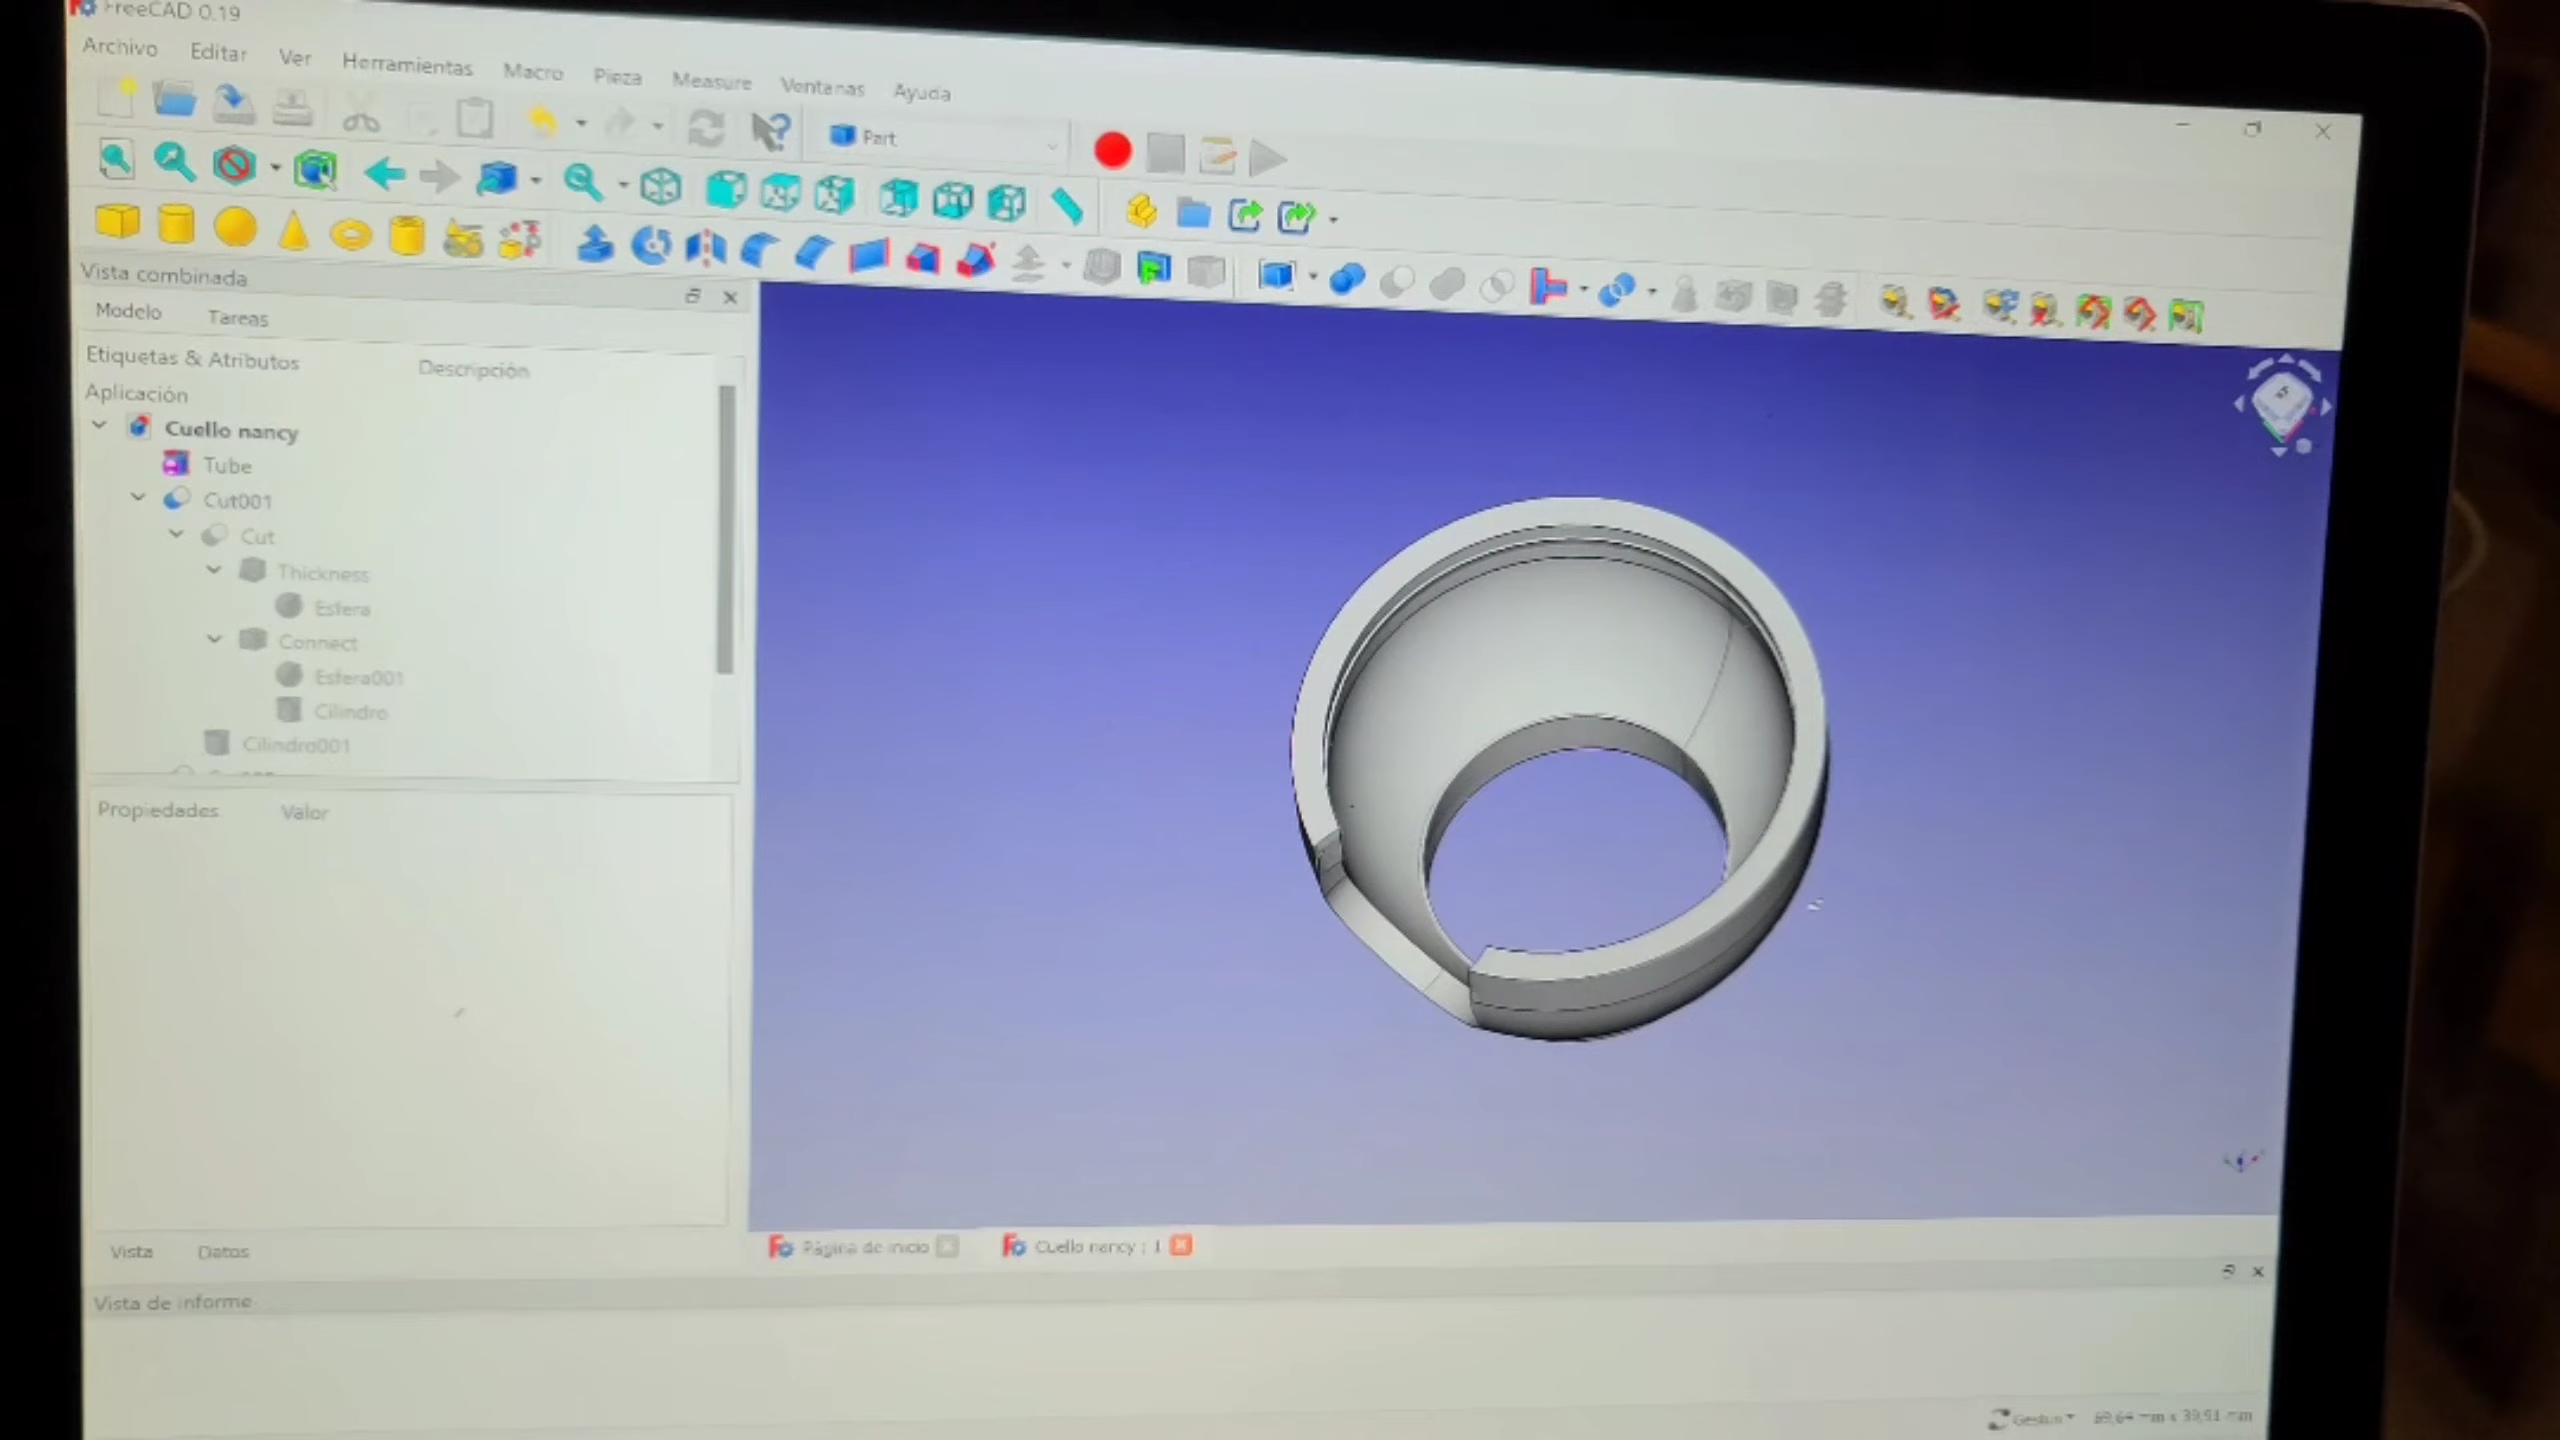 FreeCAD 0.19
Archivo Editar Ver Herramientas Macro Pieza Measure Ventanas Ayuda
Part
Vista combinada
Modelo Tareas
Etiquetas & Atributos Descripción
Aplicación
Cuello nancy
Tube
Cut001
Cut
Thickness
Esfera
Connect
Esfera001
Cilindro
Cilindro001
Propiedades Valor
Vista Datos
Página de inicio Cuello nancy : 1
Vista de informe